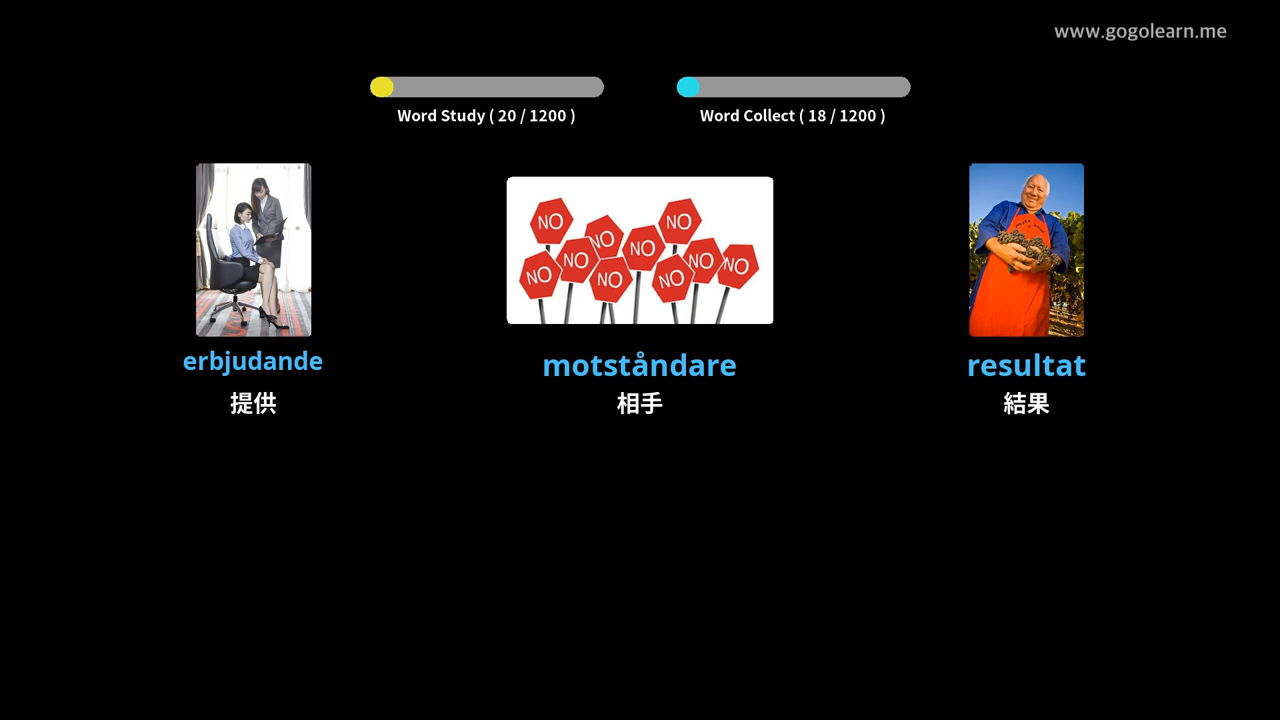 www.gogolearn.me
Word Study ( 20 / 1200 )
Word Collect ( 18 / 1200 )
NO
NO
NO
NO
NO
NO
NO
NO
NO
NO
erbjudande
motståndare
resultat
提供
相手
結果